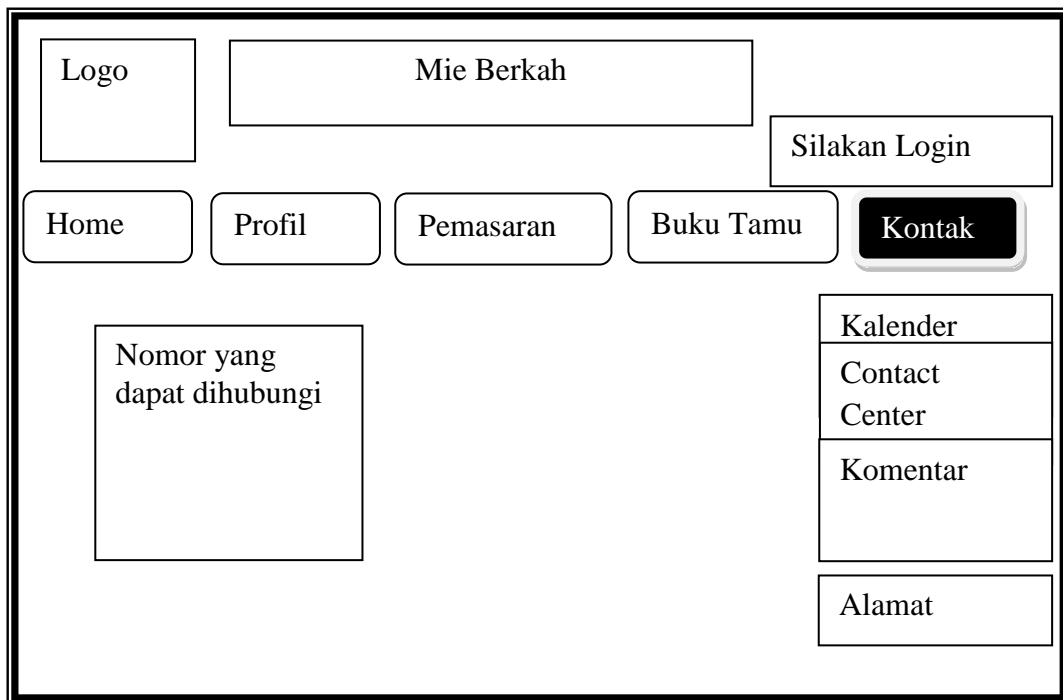 Logo
Mie Berkah
Silakan Login
Home
Profil
Pemasaran
Buku Tamu
Kontak
Nomor yang
dapat dihubungi
Kalender
Contact
Center
Komentar
Alamat